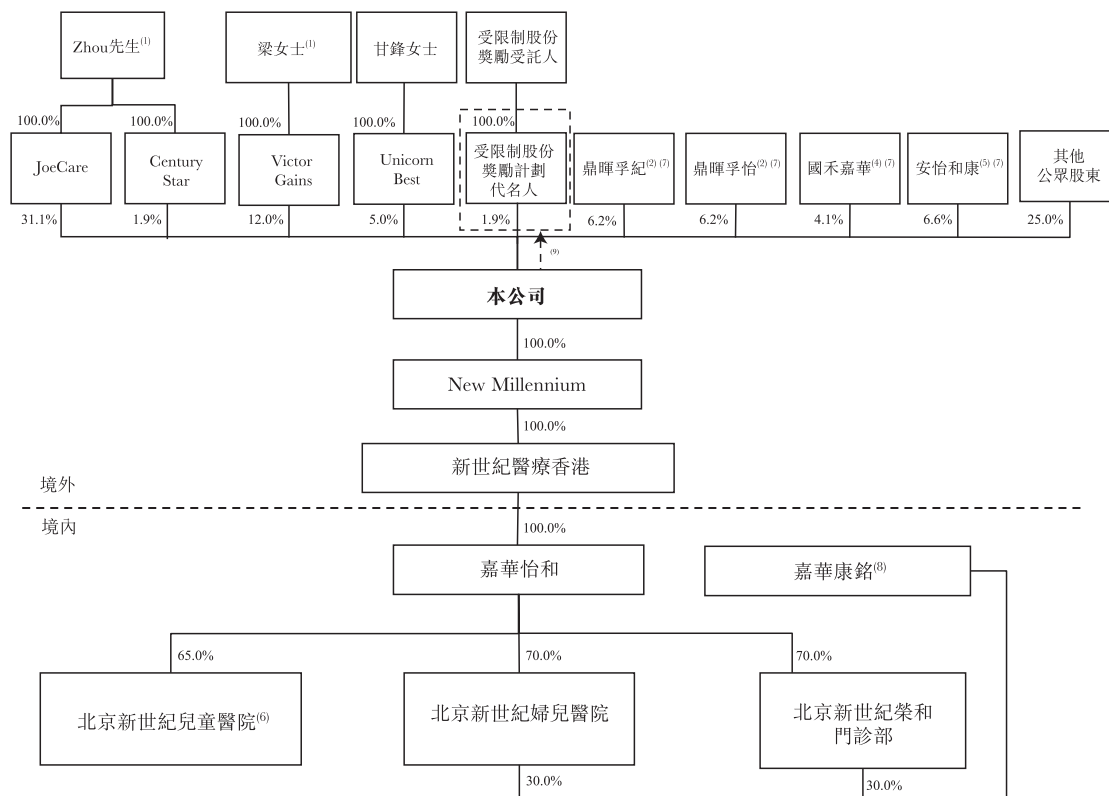 Zhou先生(1)
梁女士(1)
甘鋒女士
受限制股份
獎勵受託人
100.0%
100.0%
100.0%
100.0%
100.0%
JoeCare
Century
Star
Victor
Gains
Unicorn
Best
受限制股份
獎勵計劃
代名人
鼎暉孚紀(2) (7)
鼎暉孚怡(2) (7)
國禾嘉華(4) (7)
安怡和康(5) (7)
其他
公眾股東
31.1%
1.9%
12.0%
5.0%
1.9%
6.2%
6.2%
4.1%
6.6%
25.0%
(9)
本公司
100.0%
New Millennium
100.0%
新世紀醫療香港
境外
境內
100.0%
嘉華怡和
嘉華康銘(8)
65.0%
70.0%
70.0%
北京新世紀兒童醫院(6)
北京新世紀婦兒醫院
北京新世紀榮和
門診部
30.0%
30.0%